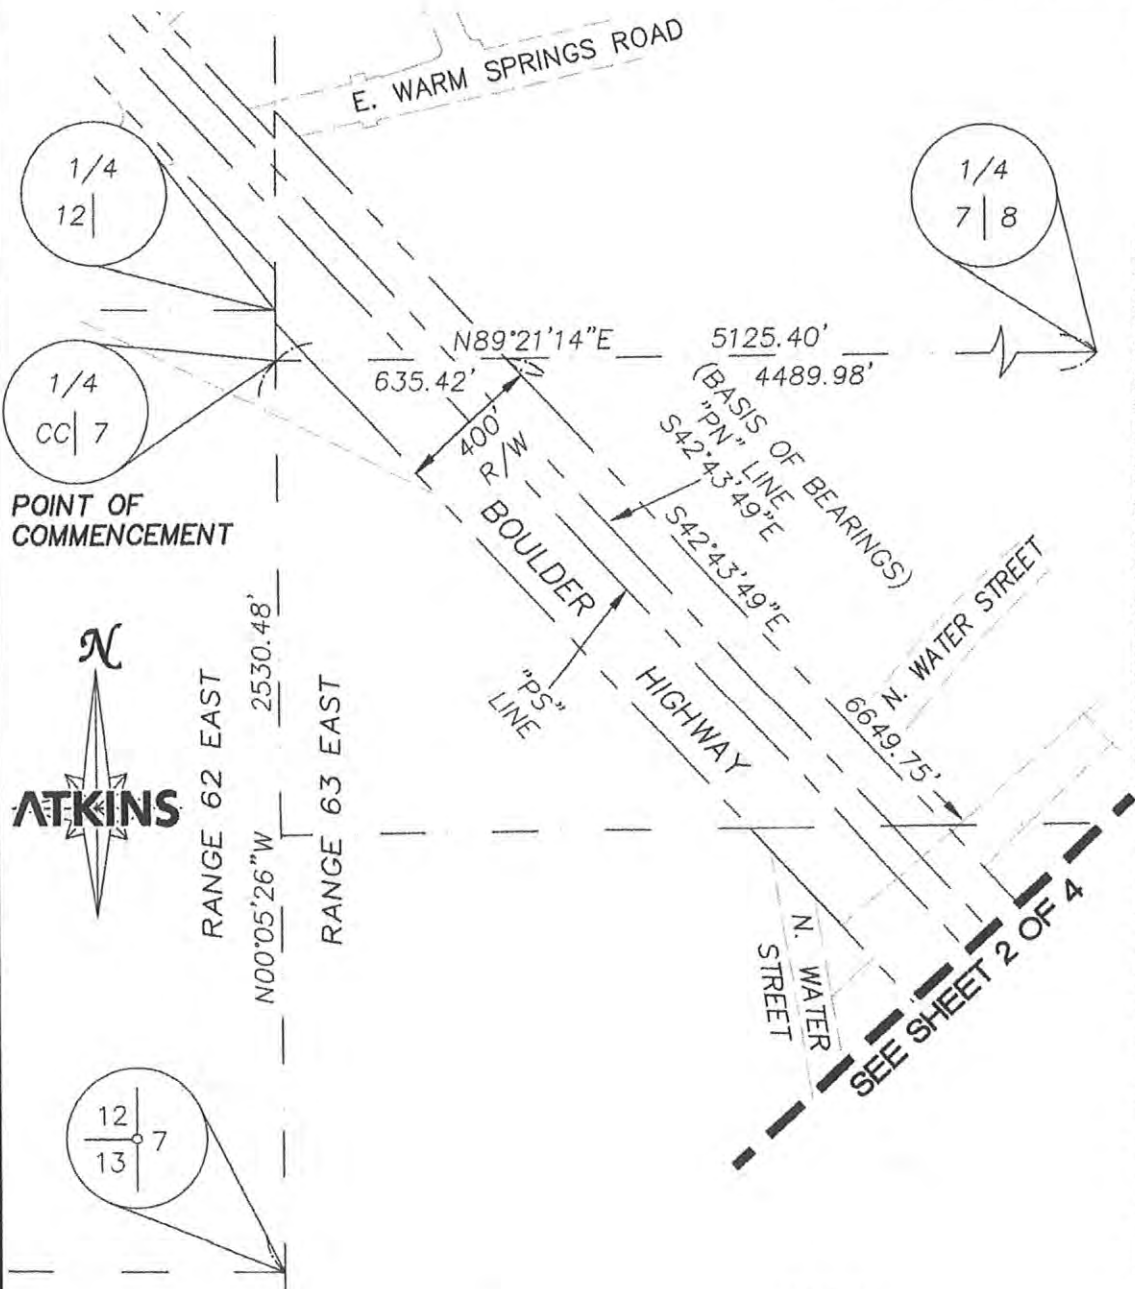 E. WARM SPRINGS ROAD
1/4
12
1/4
7 8
N89°21'14"E
5125.40'
635.42'
4489.98'
(BASIS OF BEARINGS)
"PN" LINE
S42°43'49"E
1/4
CC 7
POINT OF
COMMENCEMENT
400'
R/W
S42°43'49"E
BOULDER
HIGHWAY
"PS"
LINE
N. WATER STREET
6649.75'
N
ATKINS
RANGE 62 EAST
N00°05'26"W
2530.48'
RANGE 63 EAST
N. WATER
STREET
SEE SHEET 2 OF 4
12
7
13